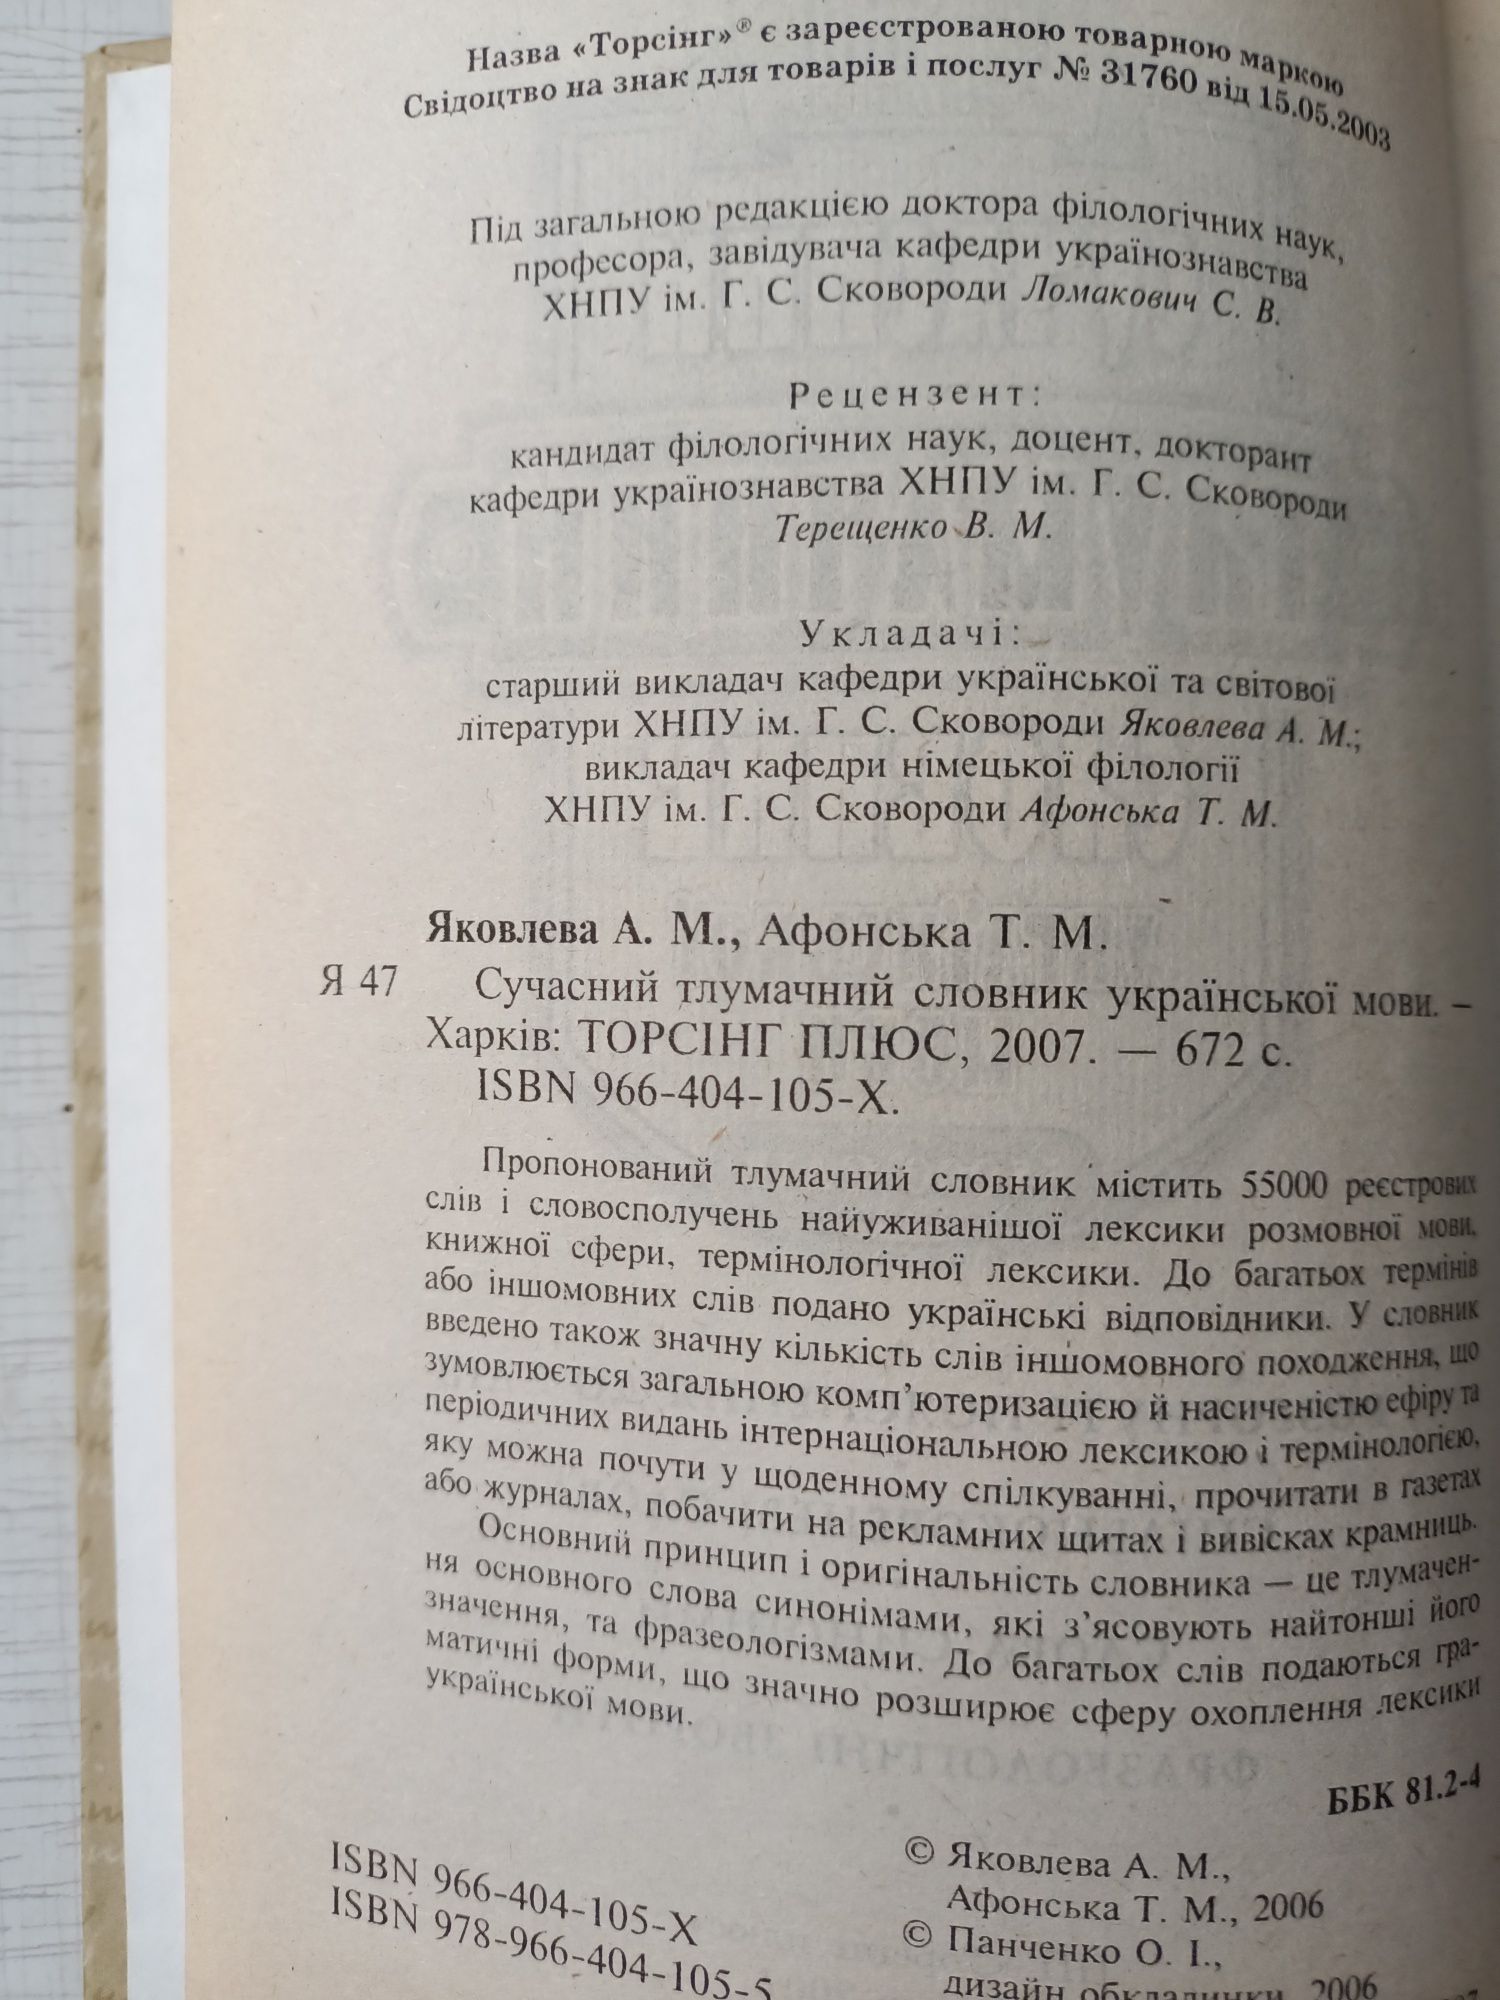 Назва «Торсінг»® є зареєстрованою товарною маркою
Свідоцтво на знак для товарів і послуг № 31760 від 15.05.2003
Під загальною редакцією доктора філологічних наук,
професора, завідувача кафедри українознавства
ХНПУ ім. Г. С. Сковороди Ломакович С. В.
Рецензент:
кандидат філологічних наук, доцент, докторант
кафедри українознавства ХНПУ ім. Г. С. Сковороди
Терещенко В. М.
Укладачі:
старший викладач кафедри української та світової
літератури ХНПУ ім. Г. С. Сковороди Яковлева А. М.;
викладач кафедри німецької філології
ХНПУ ім. Г. С. Сковороди Афонська Т. М.
Яковлева А. М., Афонська Т. М.
Я 47 Сучасний тлумачний словник української мови. –
Харків: ТОРСІНГ ПЛЮС, 2007. — 672 с.
ISBN 966-404-105-X.
Пропонований тлумачний словник містить 55000 реєстрових
слів і словосполучень найуживанішої лексики розмовної мови,
книжної сфери, термінологічної лексики. До багатьох термінів
або іншомовних слів подано українські відповідники. У словник
введено також значну кількість слів іншомовного походження, що
зумовлюється загальною комп’ютеризацією й насиченістю ефіру та
періодичних видань інтернаціональною лексикою і термінологією,
яку можна почути у щоденному спілкуванні, прочитати в газетах
або журналах, побачити на рекламних щитах і вивісках крамниць.
Основний принцип і оригінальність словника — це тлумачен-
ня основного слова синонімами, які з’ясовують найтонші його
значення, та фразеологізмами. До багатьох слів подаються гра-
матичні форми, що значно розширює сферу охоплення лексики
української мови.
ББК 81.2-4
ISBN 966-404-105-X
ISBN 978-966-404-105-5
© Яковлева А. М.,
Афонська Т. М., 2006
© Панченко О. І.,
дизайн обкладинки, 2006